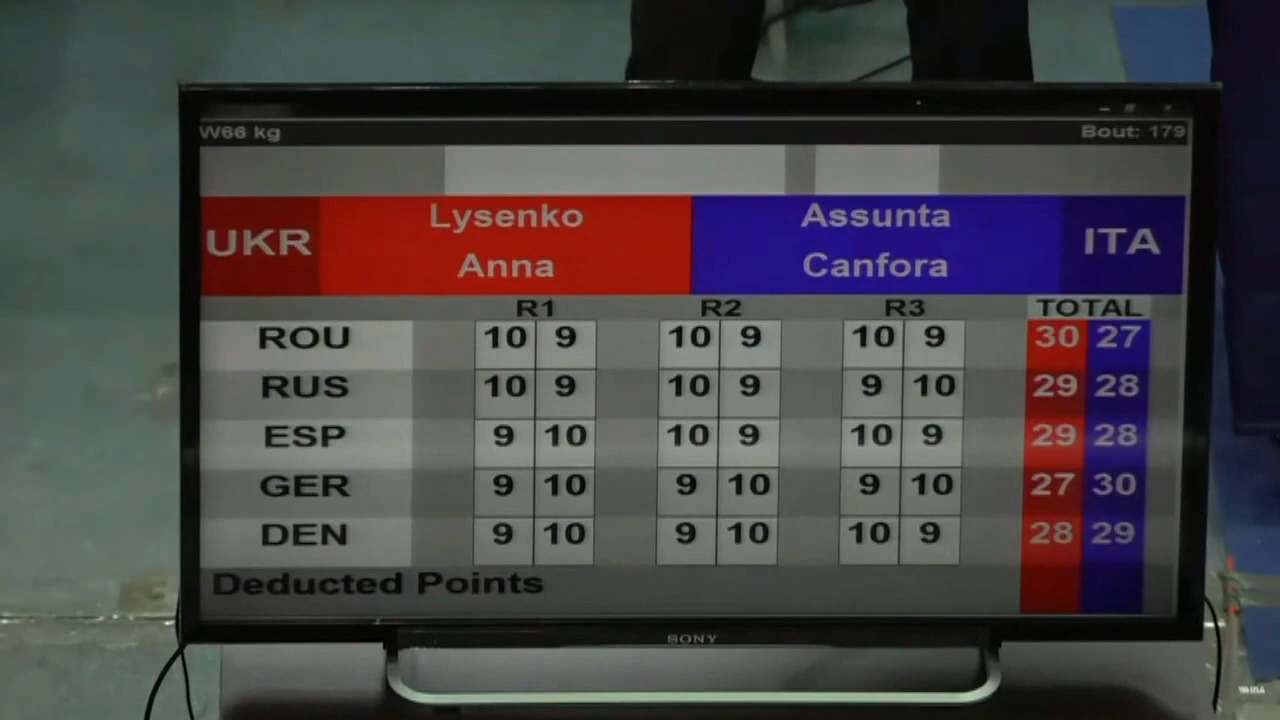 W66 kg Bout: 179
UKR Lysenko Anna Assunta Canfora ITA
R1 R2 R3 TOTAL
ROU 10 9 10 9 10 9 30 27
RUS 10 9 10 9 9 10 29 28
ESP 9 10 10 9 10 9 29 28
GER 9 10 9 10 9 10 27 30
DEN 9 10 9 10 10 9 28 29
Deducted Points
SONY